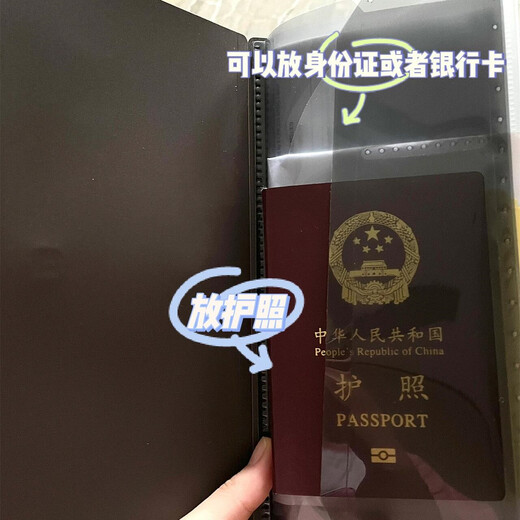 可以放身份证或者银行卡
放护照
中华人民共和国
People's Republic of China
护照
PASSPORT